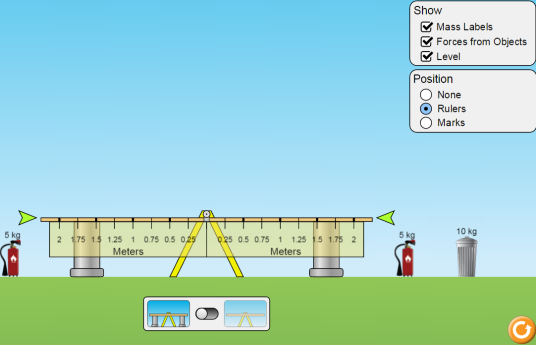 Show
Mass Labels
Forces from Objects
Level
Position
None
Rulers
Marks
5 kg
5 kg
10 kg
2 1.75 1.5 1.25 1 0.75 0.5 0.25 0.25 0.5 0.75 1 1.25 1.5 1.75 2
Meters Meters